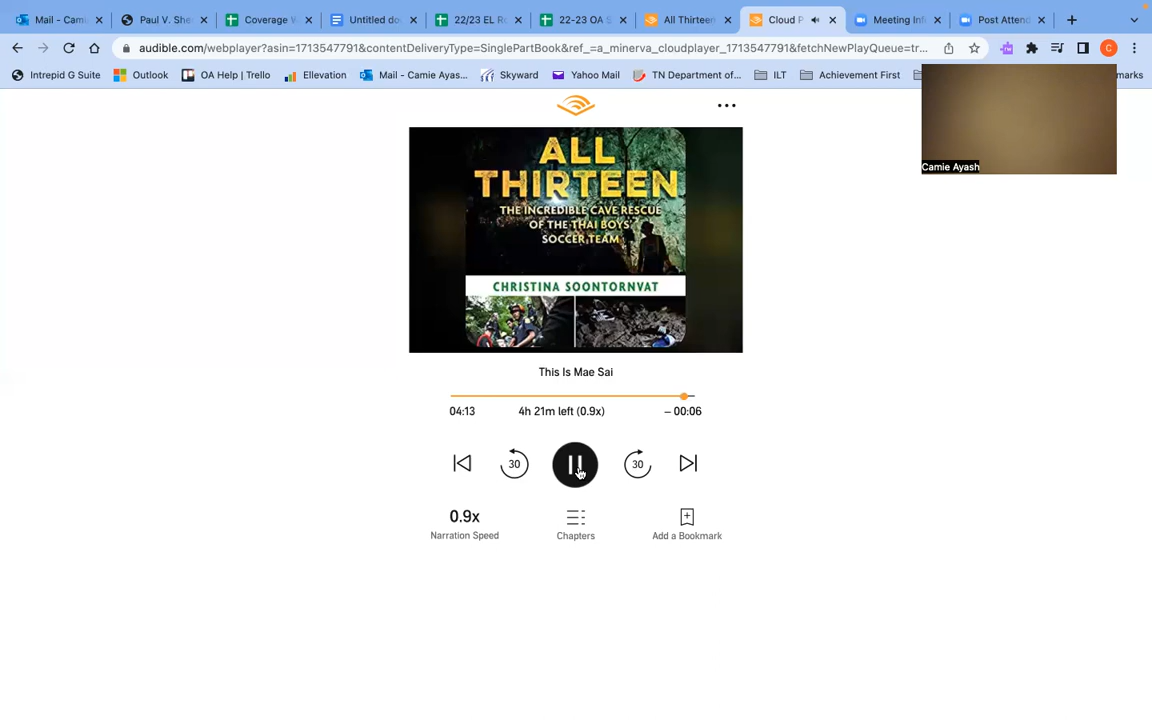 Mail - Cam
Paul V. She
Coverage
Untitled do
22/23 EL R
22-23 OA S
All Thirteen
Cloud P
Meeting Inf
Post Attend
audible.com/webplayer?asin=1713547791&contentDeliveryType=SinglePartBook&ref_=a_minerva_cloudplayer_1713547791&fetchNewPlayQueue=tr...
C
Intrepid G Suite
Outlook
OA Help | Trello
Ellevation
Mail - Camie Ayas...
Skyward
Yahoo Mail
TN Department of...
ILT
Achievement First
marks
Camie Ayash
ALL
THIRTEEN
THE INCREDIBLE CAVE RESCUE
OF THE THAI BOYS'
SOCCER TEAM
CHRISTINA SOONTORNVAT
This Is Mae Sai
04:13
4h 21m left (0.9x)
– 00:06
30
30
0.9x
Narration Speed
Chapters
Add a Bookmark